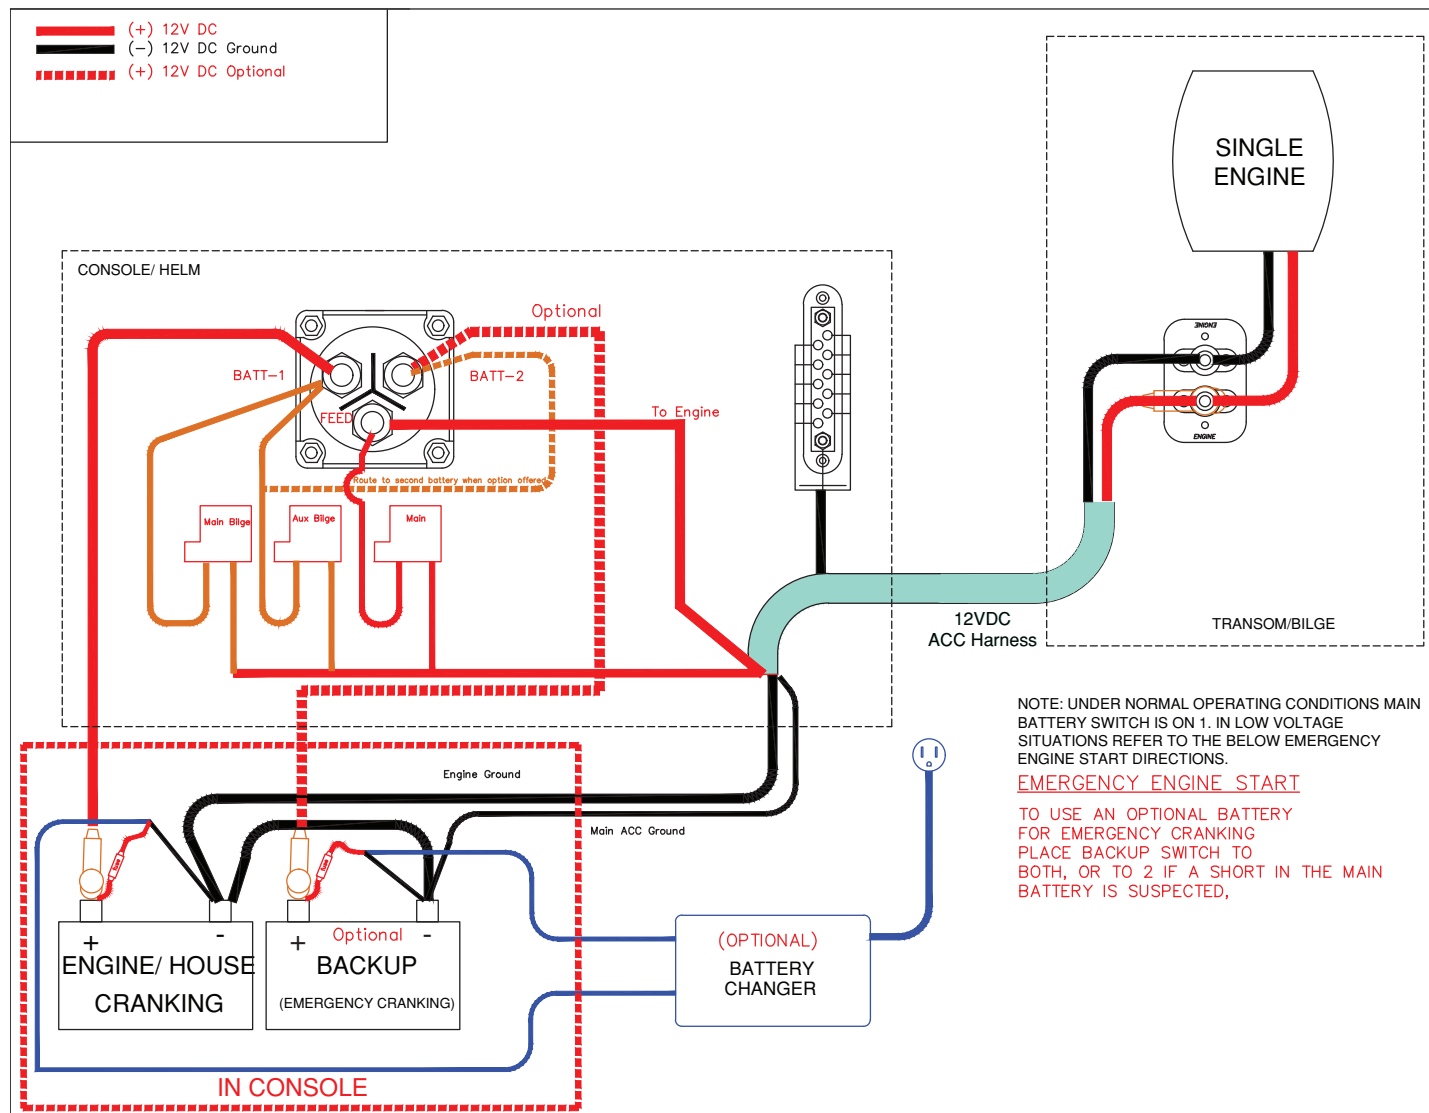 (+) 12V DC
(-) 12V DC Ground
(+) 12V DC Optional
SINGLE
ENGINE
CONSOLE/ HELM
Optional
BATT-1
BATT-2
FEED
To Engine
ENGINE
ENGINE
Route to second battery when option offered
Main Bilge
Aux Bilge
Main
12VDC
ACC Harness
TRANSOM/BILGE
NOTE: UNDER NORMAL OPERATING CONDITIONS MAIN
BATTERY SWITCH IS ON 1. IN LOW VOLTAGE
SITUATIONS REFER TO THE BELOW EMERGENCY
ENGINE START DIRECTIONS.
EMERGENCY ENGINE START
TO USE AN OPTIONAL BATTERY
FOR EMERGENCY CRANKING
PLACE BACKUP SWITCH TO
BOTH, OR TO 2 IF A SHORT IN THE MAIN
BATTERY IS SUSPECTED,
Engine Ground
Main ACC Ground
fuse
fuse
+ -
ENGINE/ HOUSE
CRANKING
+ Optional -
BACKUP
(EMERGENCY CRANKING)
(OPTIONAL)
BATTERY
CHANGER
IN CONSOLE